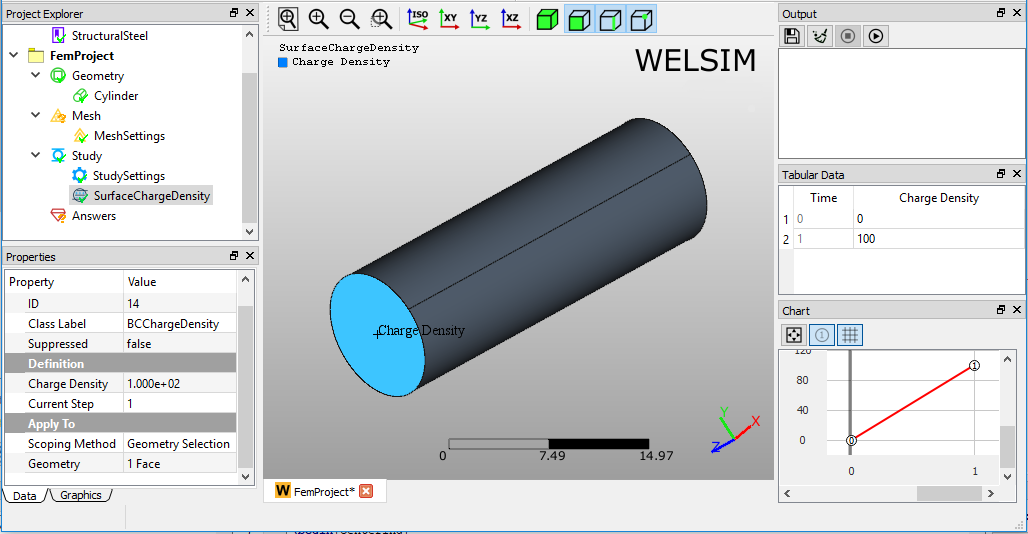 Project Explorer
StructuralSteel
FemProject
Geometry
Cylinder
Mesh
MeshSettings
Study
StudySettings
SurfaceChargeDensity
Answers
Properties
Property Value
ID 14
Class Label BCChargeDensity
Suppressed false
Definition
Charge Density 1.000e+02
Current Step 1
Apply To
Scoping Method Geometry Selection
Geometry 1 Face
Data Graphics
ISO XY YZ XZ
SurfaceChargeDensity
Charge Density
WELSIM
Charge Density
Y
X
Z
0 7.49 14.97
W FemProject*
Output
Tabular Data
Time Charge Density
1 0 0
2 1 100
Chart
1
120
80
40
0
0 1
0 1